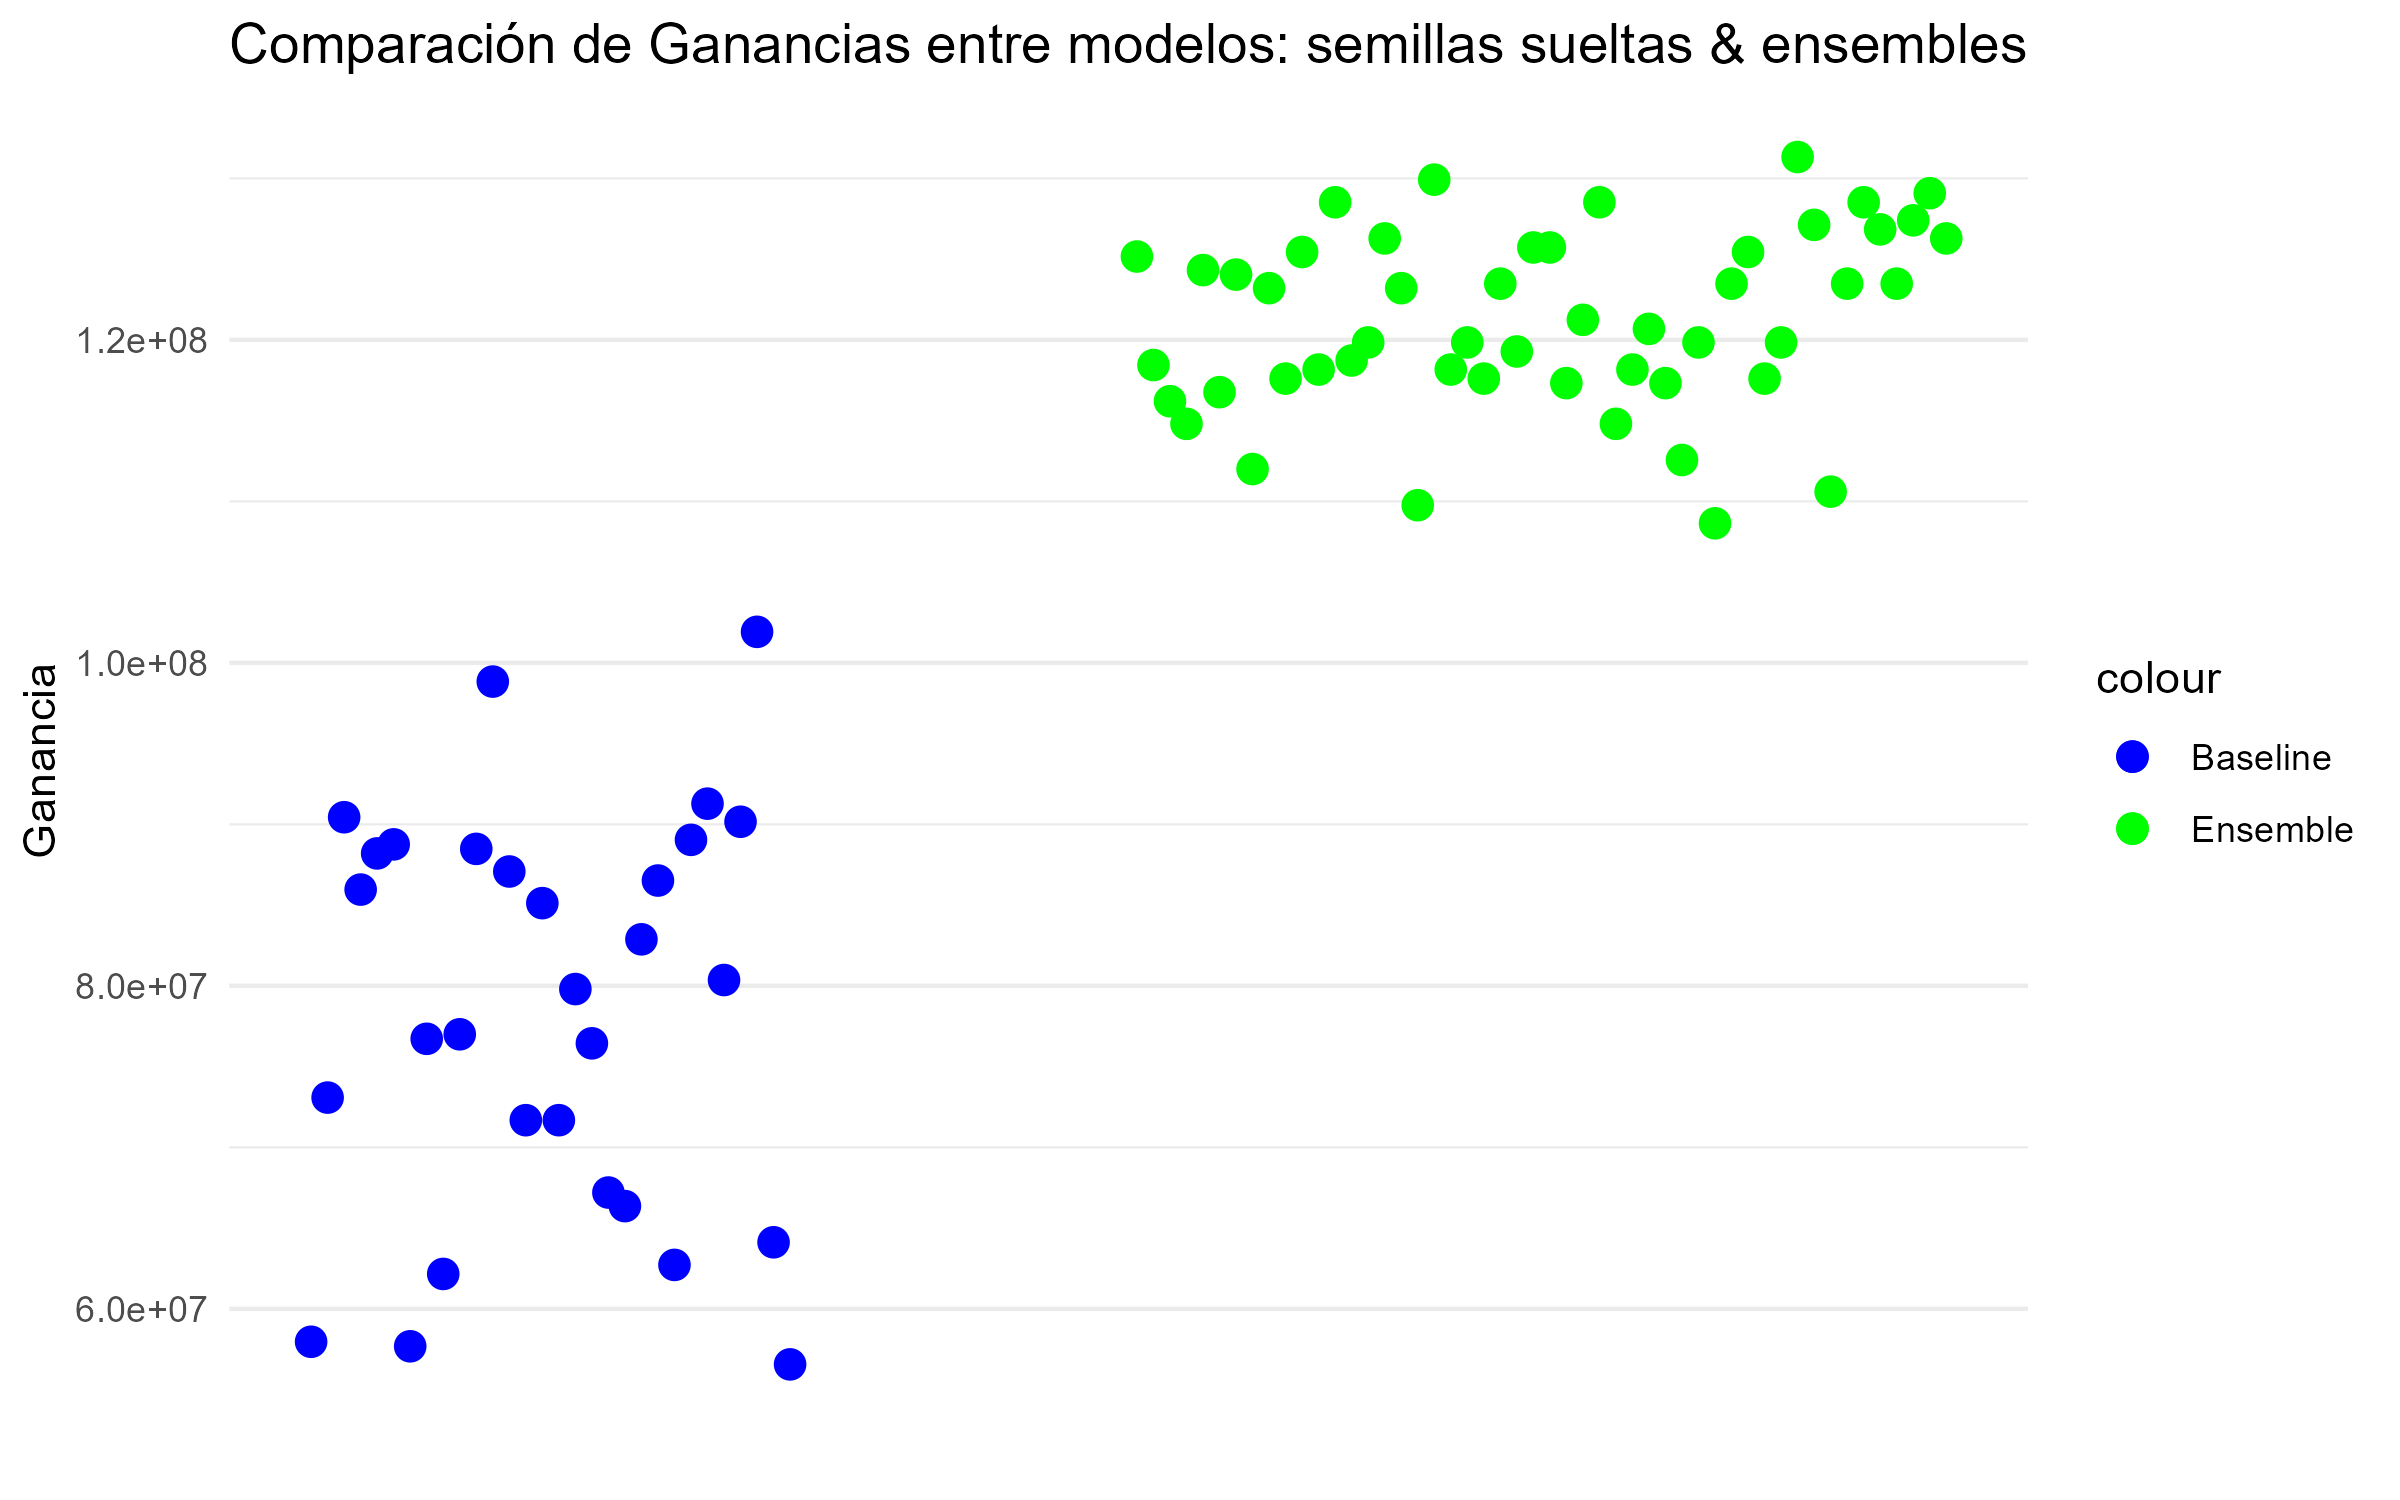 Comparación de Ganancias entre modelos: semillas sueltas & ensembles
Ganancia
1.2e+08
1.0e+08
8.0e+07
6.0e+07
colour
Baseline
Ensemble